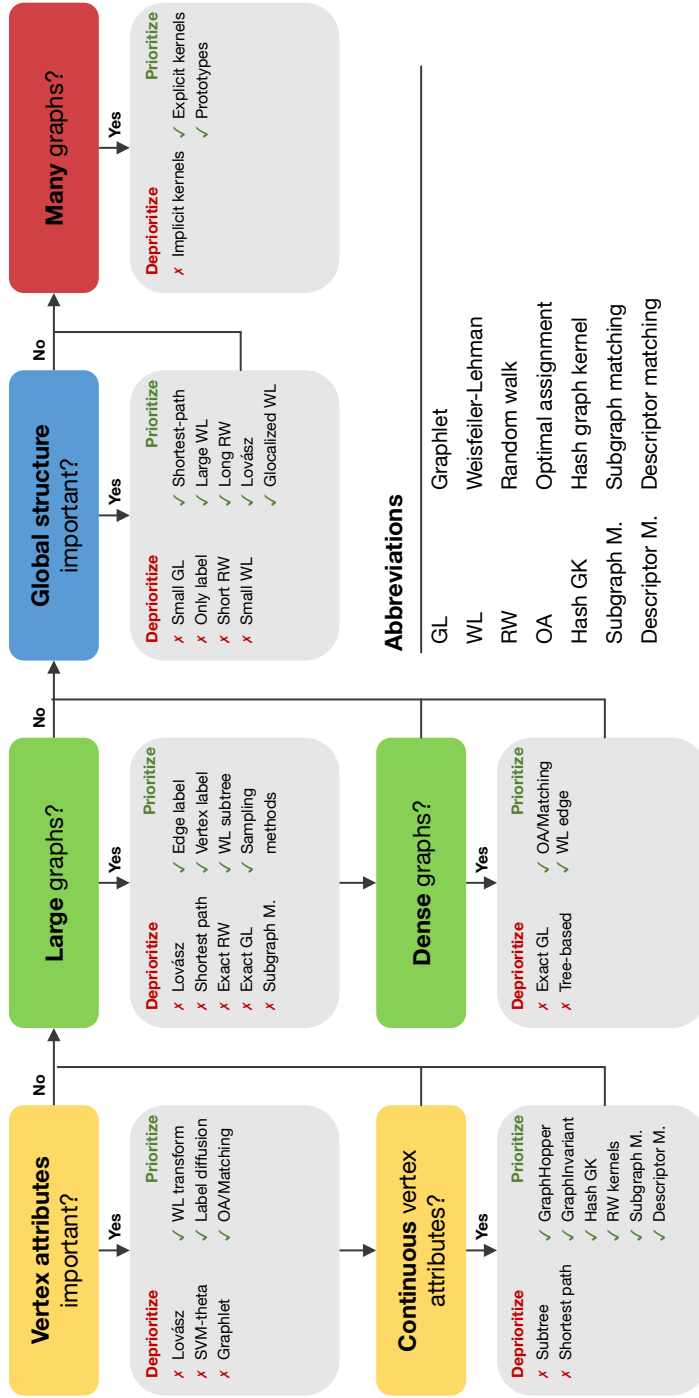 Vertex attributes
important?
No
Yes
Deprioritize
✗ Lovász
✗ SVM-theta
✗ Graphlet
Prioritize
✓ WL transform
✓ Label diffusion
✓ OA/Matching
Continuous vertex
attributes?
Yes
Deprioritize
✗ Subtree
✗ Shortest path
Prioritize
✓ GraphHopper
✓ GraphInvariant
✓ Hash GK
✓ RW kernels
✓ Subgraph M.
✓ Descriptor M.
Large graphs?
No
Yes
Deprioritize
✗ Lovász
✗ Shortest path
✗ Exact RW
✗ Exact GL
✗ Subgraph M.
Prioritize
✓ Edge label
✓ Vertex label
✓ WL subtree
✓ Sampling
methods
Dense graphs?
Yes
Deprioritize
✗ Exact GL
✗ Tree-based
Prioritize
✓ OA/Matching
✓ WL edge
Global structure
important?
No
Yes
Deprioritize
✗ Small GL
✗ Only label
✗ Short RW
✗ Small WL
Prioritize
✓ Shortest-path
✓ Large WL
✓ Long RW
✓ Lovász
✓ Glocalized WL
Many graphs?
Yes
Deprioritize
✗ Implicit kernels
Prioritize
✓ Explicit kernels
✓ Prototypes
Abbreviations
GL Graphlet
WL Weisfeiler-Lehman
RW Random walk
OA Optimal assignment
Hash GK Hash graph kernel
Subgraph M. Subgraph matching
Descriptor M. Descriptor matching